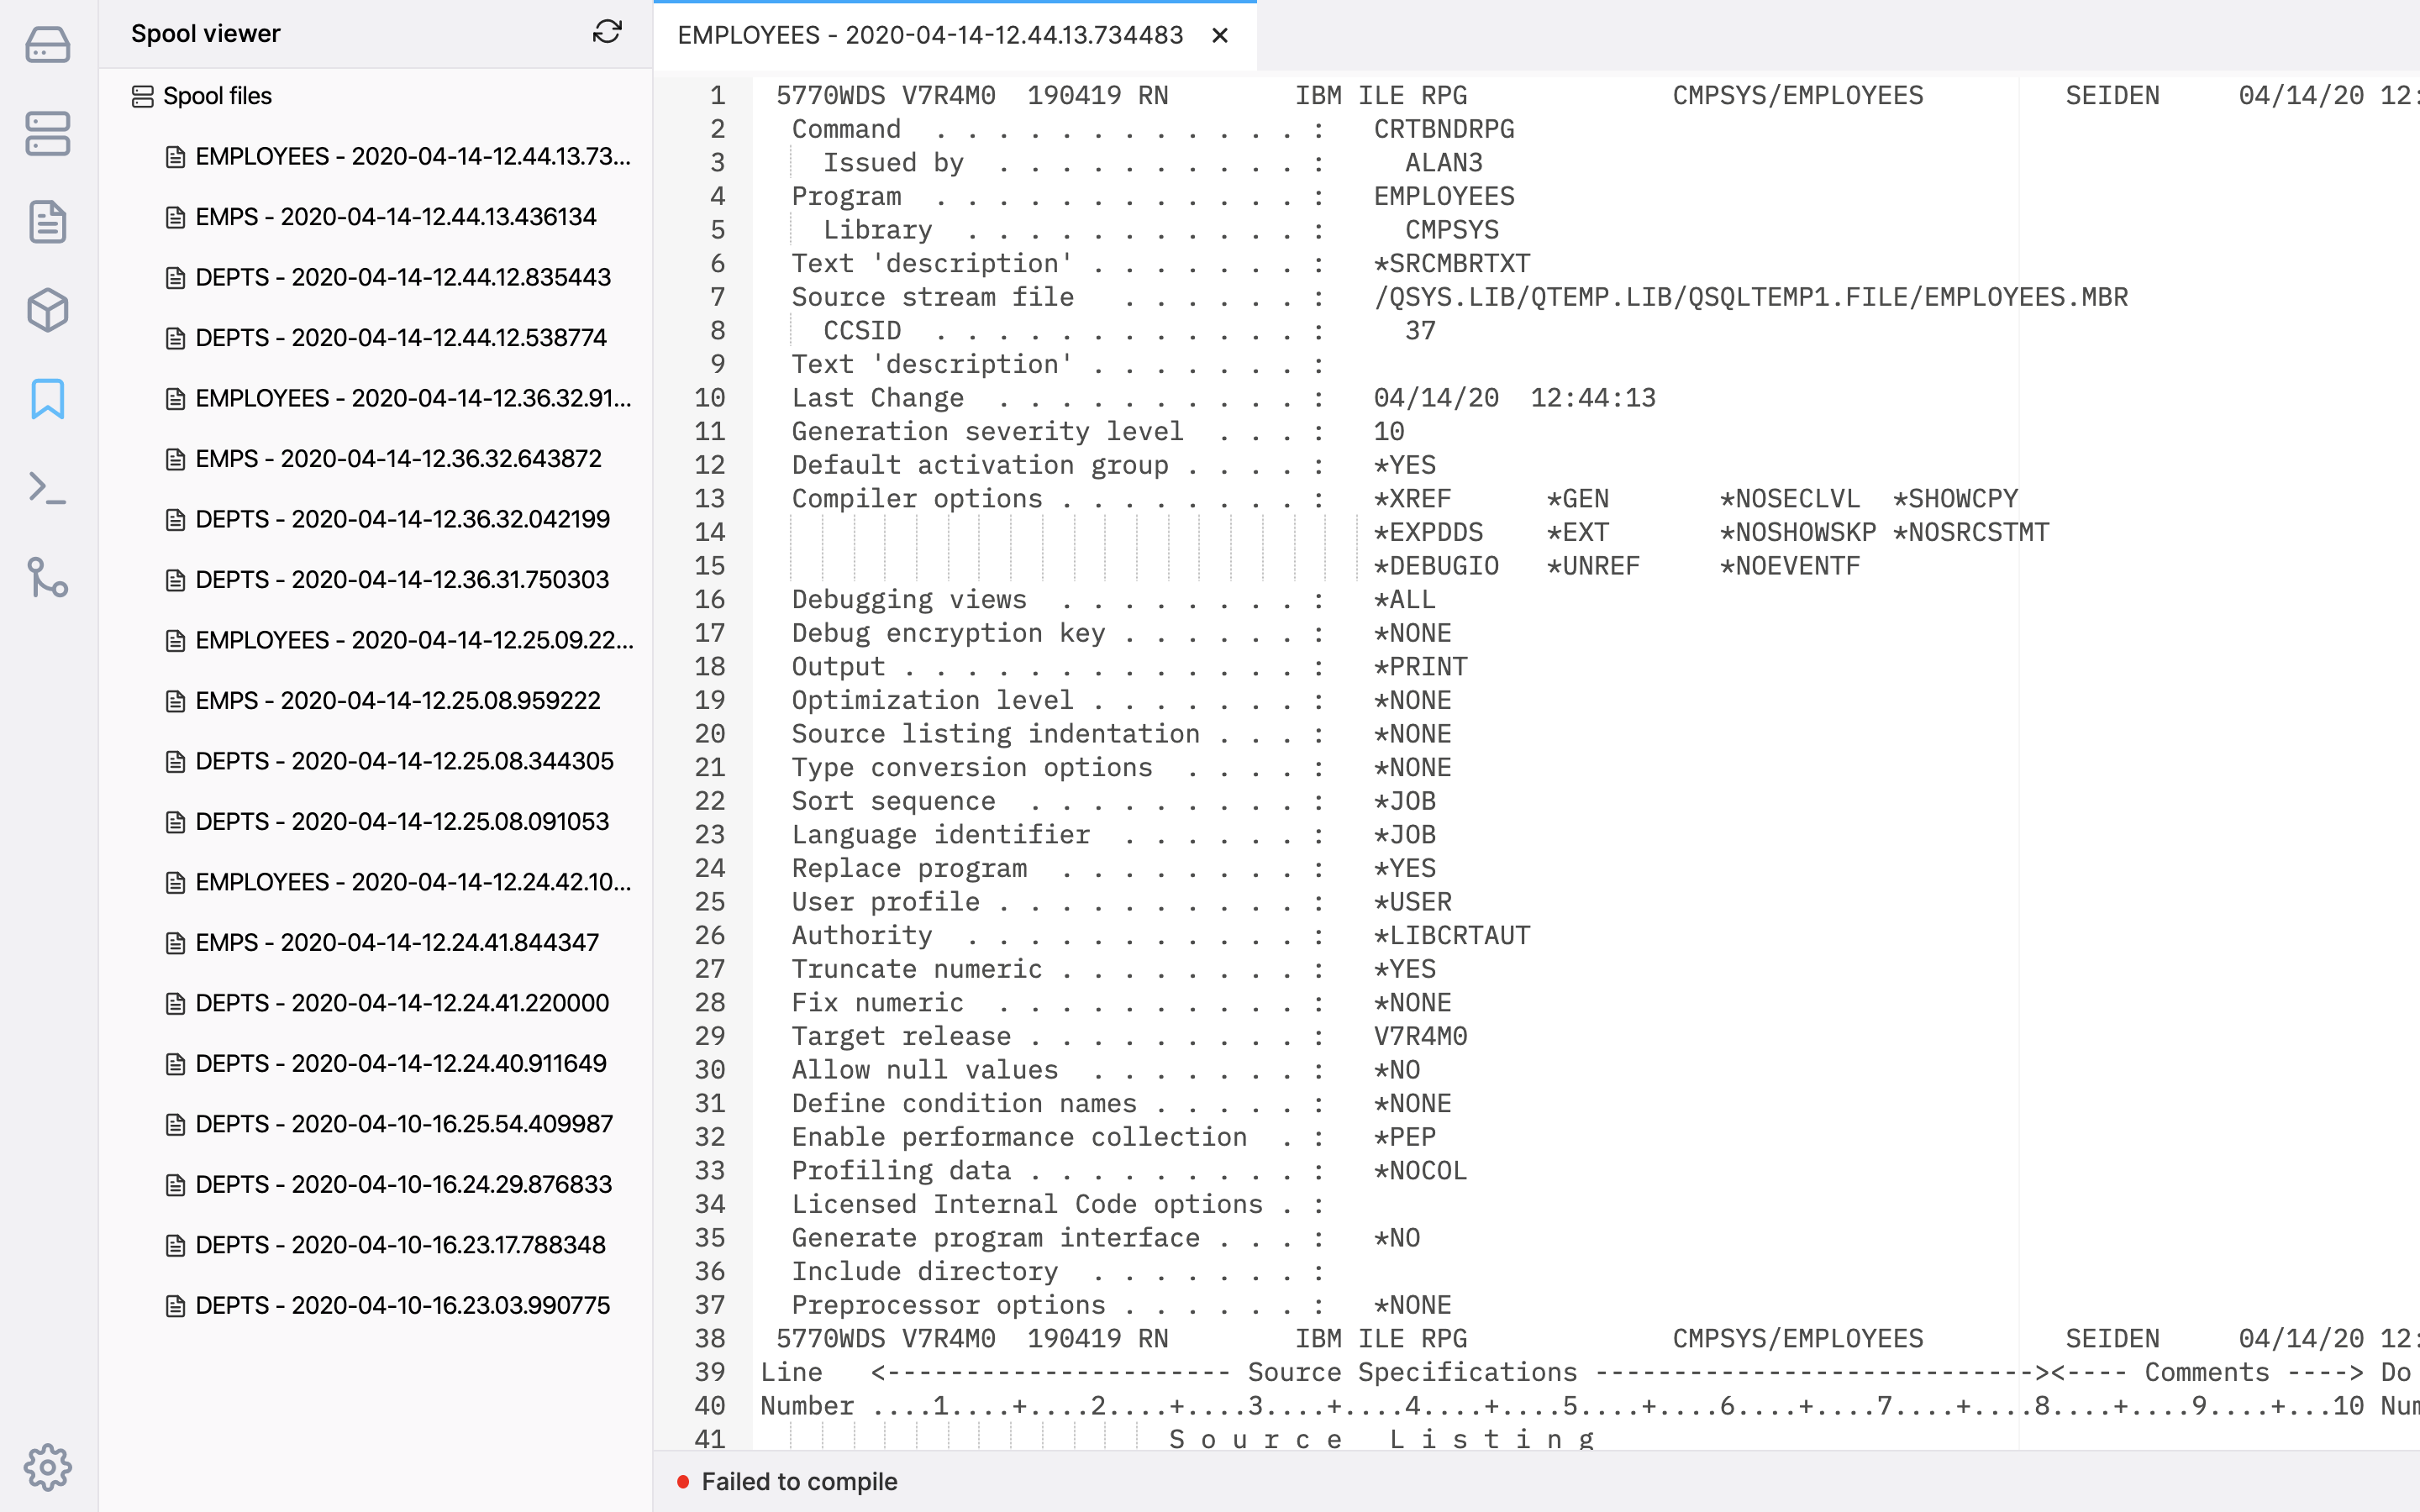 Spool viewer
Spool files
EMPLOYEES - 2020-04-14-12.44.13.73...
EMPS - 2020-04-14-12.44.13.436134
DEPTS - 2020-04-14-12.44.12.835443
DEPTS - 2020-04-14-12.44.12.538774
EMPLOYEES - 2020-04-14-12.36.32.91...
EMPS - 2020-04-14-12.36.32.643872
DEPTS - 2020-04-14-12.36.32.042199
DEPTS - 2020-04-14-12.36.31.750303
EMPLOYEES - 2020-04-14-12.25.09.22...
EMPS - 2020-04-14-12.25.08.959222
DEPTS - 2020-04-14-12.25.08.344305
DEPTS - 2020-04-14-12.25.08.091053
EMPLOYEES - 2020-04-14-12.24.42.10...
EMPS - 2020-04-14-12.24.41.844347
DEPTS - 2020-04-14-12.24.41.220000
DEPTS - 2020-04-14-12.24.40.911649
DEPTS - 2020-04-10-16.25.54.409987
DEPTS - 2020-04-10-16.24.29.876833
DEPTS - 2020-04-10-16.23.17.788348
DEPTS - 2020-04-10-16.23.03.990775
EMPLOYEES - 2020-04-14-12.44.13.734483
1 5770WDS V7R4M0  190419 RN        IBM ILE RPG             CMPSYS/EMPLOYEES         SEIDEN     04/14/20 12:
2  Command  . . . . . . . . . . . . . :   CRTBNDRPG
3    Issued by  . . . . . . . . . . . :     ALAN3
4  Program  . . . . . . . . . . . . . :   EMPLOYEES
5    Library  . . . . . . . . . . . . :     CMPSYS
6  Text 'description' . . . . . . . . :   *SRCMBRTXT
7  Source stream file   . . . . . . . :   /QSYS.LIB/QTEMP.LIB/QSQLTEMP1.FILE/EMPLOYEES.MBR
8    CCSID  . . . . . . . . . . . . . :     37
9  Text 'description' . . . . . . . . :
10  Last Change  . . . . . . . . . . . :   04/14/20  12:44:13
11  Generation severity level  . . . . :   10
12  Default activation group . . . . . :   *YES
13  Compiler options . . . . . . . . . :   *XREF      *GEN       *NOSECLVL  *SHOWCPY
14                                        *EXPDDS    *EXT       *NOSHOWSKP *NOSRCSTMT
15                                        *DEBUGIO   *UNREF     *NOEVENTF
16  Debugging views  . . . . . . . . . :   *ALL
17  Debug encryption key . . . . . . . :   *NONE
18  Output . . . . . . . . . . . . . . :   *PRINT
19  Optimization level . . . . . . . . :   *NONE
20  Source listing indentation . . . . :   *NONE
21  Type conversion options  . . . . . :   *NONE
22  Sort sequence  . . . . . . . . . . :   *JOB
23  Language identifier  . . . . . . . :   *JOB
24  Replace program  . . . . . . . . . :   *YES
25  User profile . . . . . . . . . . . :   *USER
26  Authority  . . . . . . . . . . . . :   *LIBCRTAUT
27  Truncate numeric . . . . . . . . . :   *YES
28  Fix numeric  . . . . . . . . . . . :   *NONE
29  Target release . . . . . . . . . . :   V7R4M0
30  Allow null values  . . . . . . . . :   *NO
31  Define condition names . . . . . . :   *NONE
32  Enable performance collection  . . :   *PEP
33  Profiling data . . . . . . . . . . :   *NOCOL
34  Licensed Internal Code options . . :
35  Generate program interface . . . . :   *NO
36  Include directory  . . . . . . . . :
37  Preprocessor options . . . . . . . :   *NONE
38 5770WDS V7R4M0  190419 RN        IBM ILE RPG             CMPSYS/EMPLOYEES         SEIDEN     04/14/20 12:
39 Line   <---------------------- Source Specifications ----------------------------><---- Comments ----> Do
40 Number ....1....+....2....+....3....+....4....+....5....+....6....+....7....+....8....+....9....+...10 Num
41 S o u r c e   L i s t i n g
Failed to compile